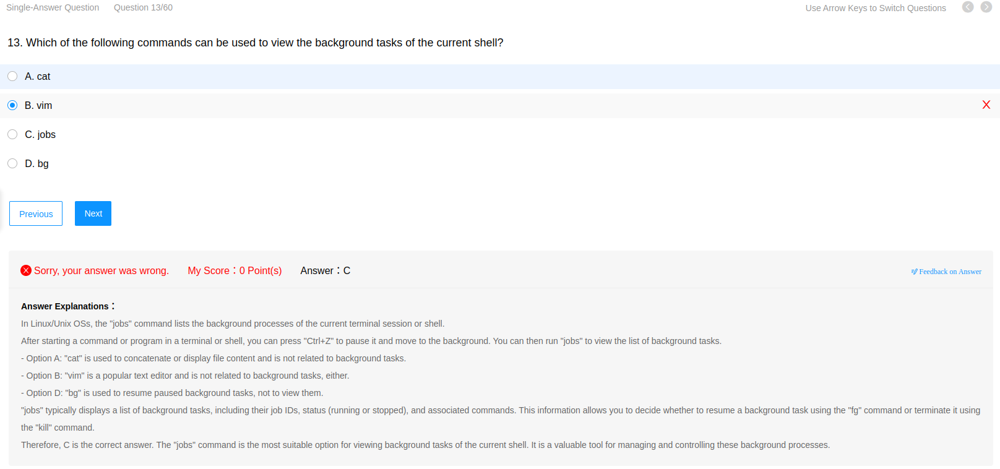 Single-Answer Question Question 13/60 Use Arrow Keys to Switch Questions
13. Which of the following commands can be used to view the background tasks of the current shell?
A. cat
B. vim
C. jobs
D. bg
Previous Next
Sorry, your answer was wrong. My Score：0 Point(s) Answer：C Feedback on Answer
Answer Explanations：
In Linux/Unix OSs, the "jobs" command lists the background processes of the current terminal session or shell.
After starting a command or program in a terminal or shell, you can press "Ctrl+Z" to pause it and move to the background. You can then run "jobs" to view the list of background tasks.
- Option A: "cat" is used to concatenate or display file content and is not related to background tasks.
- Option B: "vim" is a popular text editor and is not related to background tasks, either.
- Option D: "bg" is used to resume paused background tasks, not to view them.
"jobs" typically displays a list of background tasks, including their job IDs, status (running or stopped), and associated commands. This information allows you to decide whether to resume a background task using the "fg" command or terminate it using
the "kill" command.
Therefore, C is the correct answer. The "jobs" command is the most suitable option for viewing background tasks of the current shell. It is a valuable tool for managing and controlling these background processes.